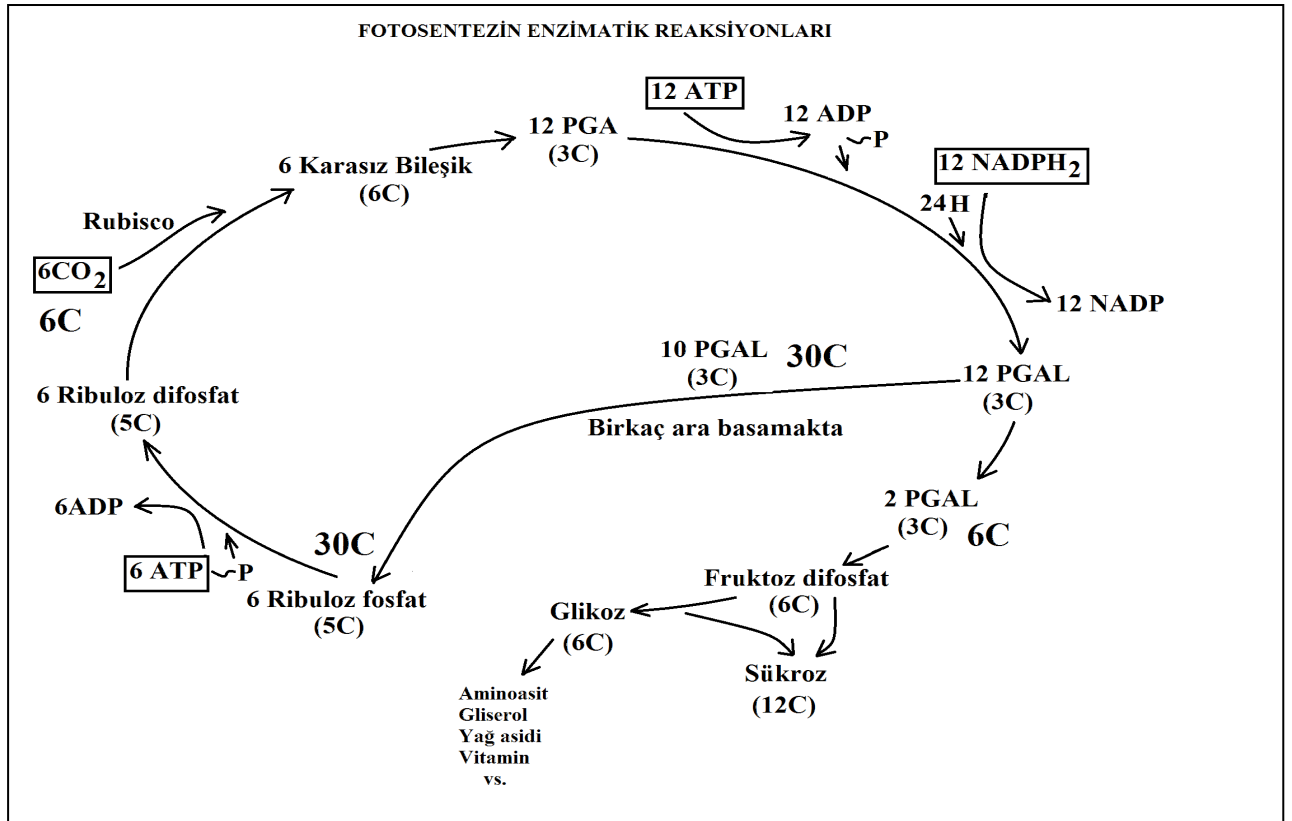 FOTOSENTEZİN ENZİMATİK REAKSİYONLARI
12 ATP
12 ADP
~P
12 PGA
(3C)
6 Karasız Bileşik
(6C)
12 NADPH2
24H
Rubisco
6CO2
6C
12 NADP
10 PGAL 30C
(3C)
12 PGAL
(3C)
6 Ribuloz difosfat
(5C)
Birkaç ara basamakta
2 PGAL
(3C) 6C
6ADP
30C
6 ATP ~P
6 Ribuloz fosfat
(5C)
Fruktoz difosfat
(6C)
Glikoz
(6C)
Sükroz
(12C)
Aminoasit
Gliserol
Yağ asidi
Vitamin
vs.